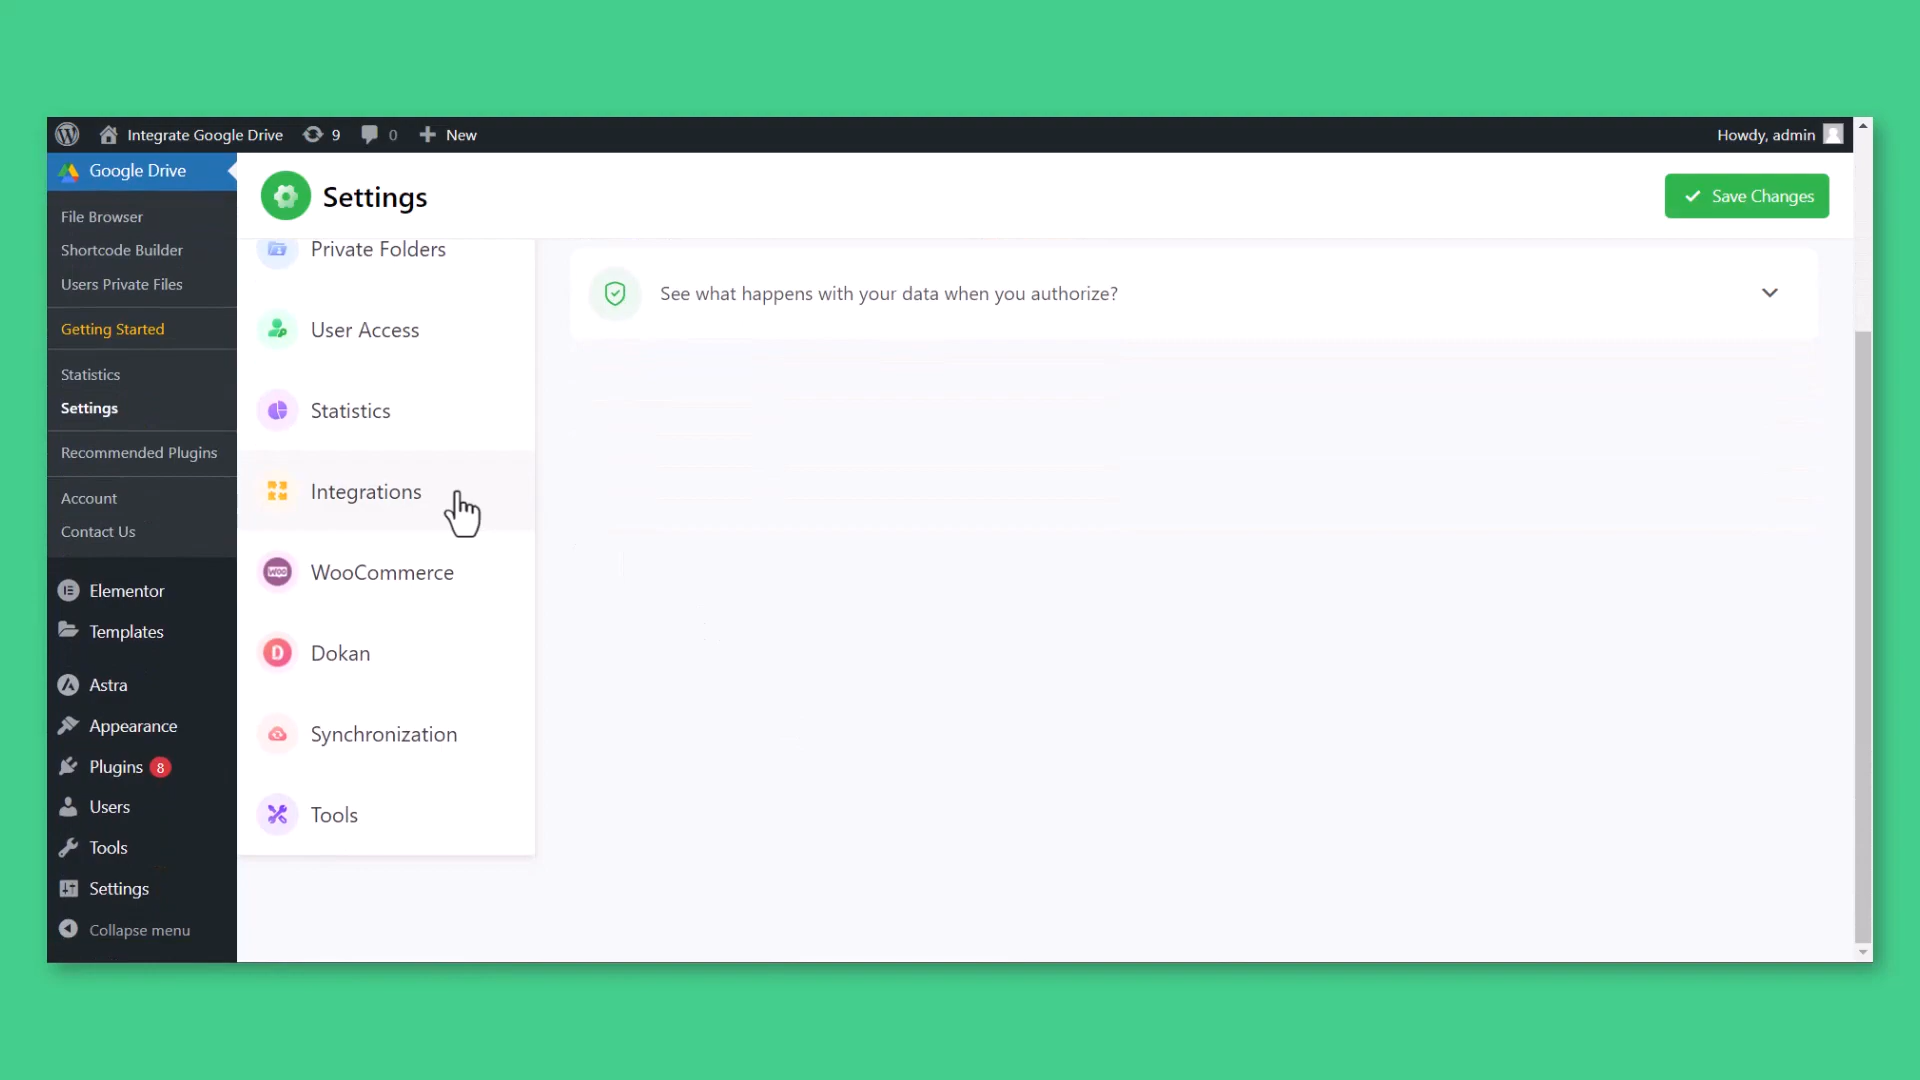 Integrate Google Drive 9 0 New Howdy, admin
Google Drive
File Browser
Shortcode Builder
Users Private Files
Getting Started
Statistics
Settings
Recommended Plugins
Account
Contact Us
Elementor
Templates
Astra
Appearance
Plugins 8
Users
Tools
Settings
Collapse menu
Settings
Save Changes
Private Folders
User Access
Statistics
Integrations
WOO WooCommerce
D Dokan
Synchronization
Tools
See what happens with your data when you authorize?